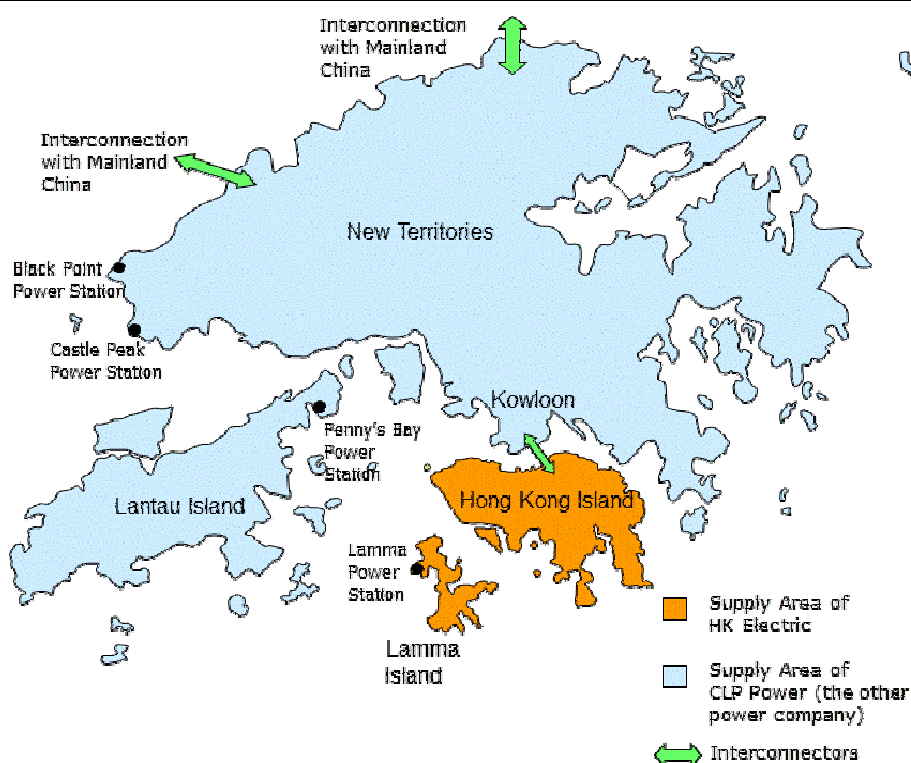 Interconnection
with Mainland
China
Interconnection
with Mainland
China
New Territories
Black Point
Power Station
Castle Peak
Power Station
Kowloon
Penny's Bay
Power
Station
Lantau Island
Hong Kong Island
Lamma
Power
Station
Lamma
Island
Supply Area of
HK Electric
Supply Area of
CLP Power (the other
power company)
Interconnectors